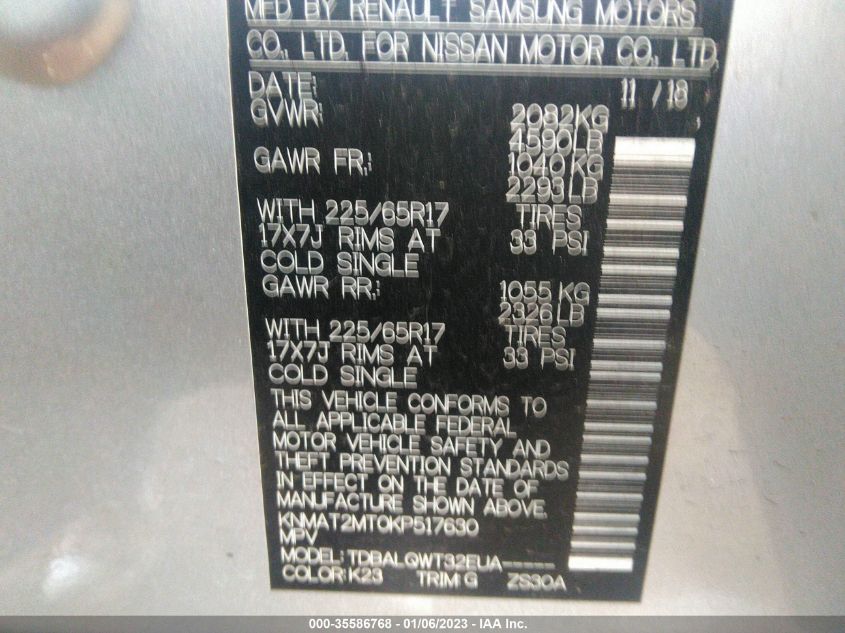 MFD BY RENAULT SAMSUNG MOTORS
CO., LTD. FOR NISSAN MOTOR CO., LTD.
DATE: 11 /18
GVWR: 2082KG
4590LB
GAWR FR.: 1040KG
2293LB
WITH 225/65R17 TIRES
17X7J RIMS AT 33 PSI
COLD SINGLE
GAWR RR.: 1055KG
2326LB
WITH 225/65R17 TIRES
17X7J RIMS AT 33 PSI
COLD SINGLE
THIS VEHICLE CONFORMS TO
ALL APPLICABLE FEDERAL
MOTOR VEHICLE SAFETY AND
THEFT PREVENTION STANDARDS
IN EFFECT ON THE DATE OF
MANUFACTURE SHOWN ABOVE.
KNMAT2MT0KP517630
MPV
MODEL: TDBALQWT32EUA-----
COLOR:K23 TRIM:G ZS30A
000-35586768 - 01/06/2023 - IAA Inc.